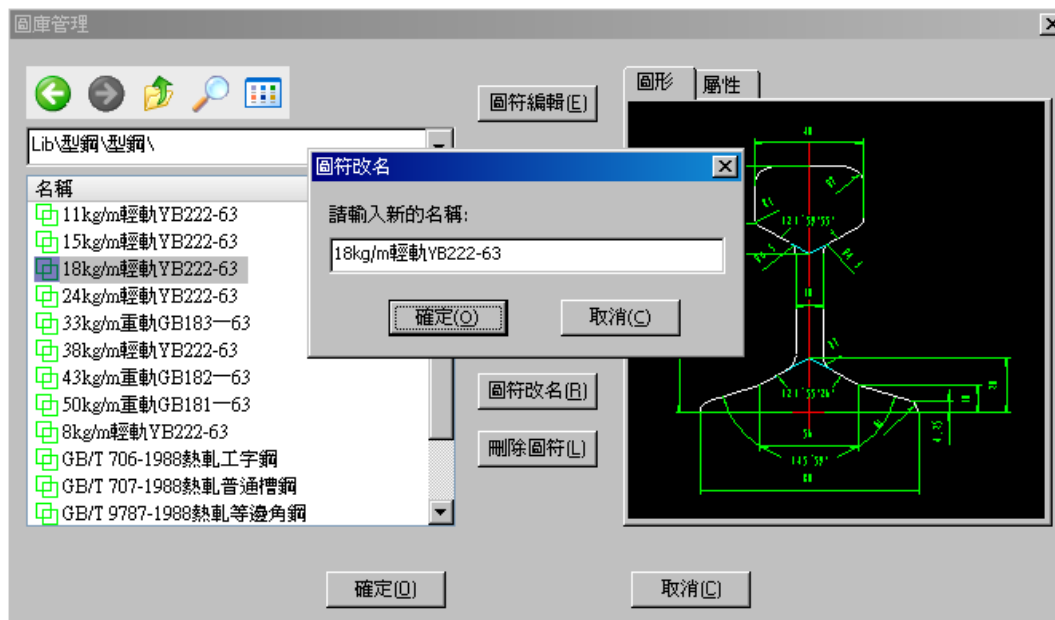 圖庫管理
圖符編輯(E)
圖形
屬性
Lib\型鋼\型鋼\
名稱
11kg/m輕軌YB222-63
15kg/m輕軌YB222-63
18kg/m輕軌YB222-63
24kg/m輕軌YB222-63
33kg/m重軌GB183一63
38kg/m輕軌YB222-63
43kg/m重軌GB182一63
50kg/m重軌GB181一63
8kg/m輕軌YB222-63
GB/T 706-1988熱軋工字鋼
GB/T 707-1988熱軋普通槽鋼
GB/T 9787-1988熱軋等邊角鋼
圖符改名
請輸入新的名稱:
18kg/m輕軌YB222-63
確定(O)
取消(C)
圖符改名(R)
刪除圖符(L)
40
10
確定(O)
取消(C)